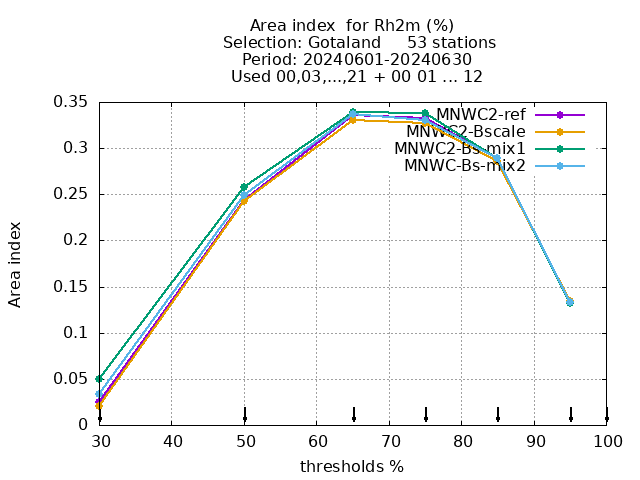 Area index for Rh2m (%)
Selection: Gotaland 53 stations
Period: 20240601-20240630
Used 00,03,...,21 + 00 01 ... 12
0.35
0.3
0.25
0.2
0.15
0.1
0.05
0
Area index
MNWC2-ref
MNWC2-Bscale
MNWC2-Bs-mix1
MNWC-Bs-mix2
30 40 50 60 70 80 90 100
thresholds %